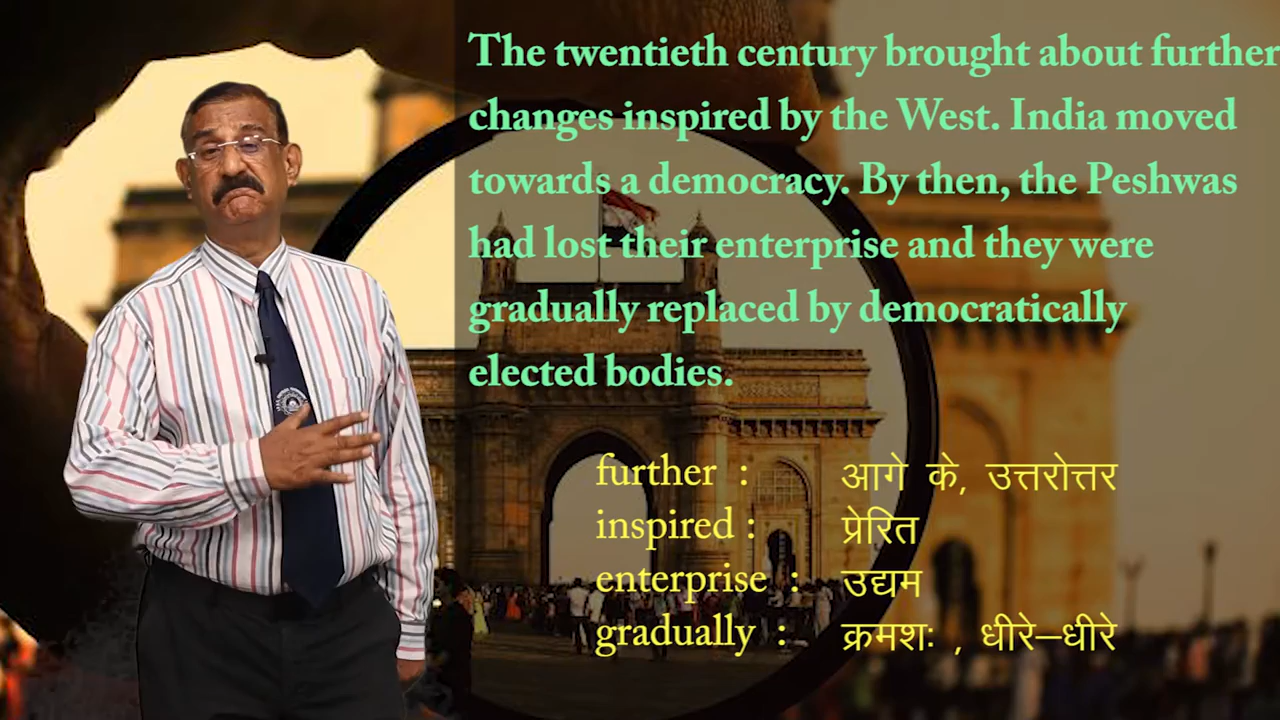 The twentieth century brought about further
changes inspired by the West. India moved
towards a democracy. By then, the Peshwas
had lost their enterprise and they were
gradually replaced by democratically
elected bodies.
further : आगे के, उत्तरोत्तर
inspired : प्रेरित
enterprise : उद्यम
gradually : क्रमशः , धीरे–धीरे